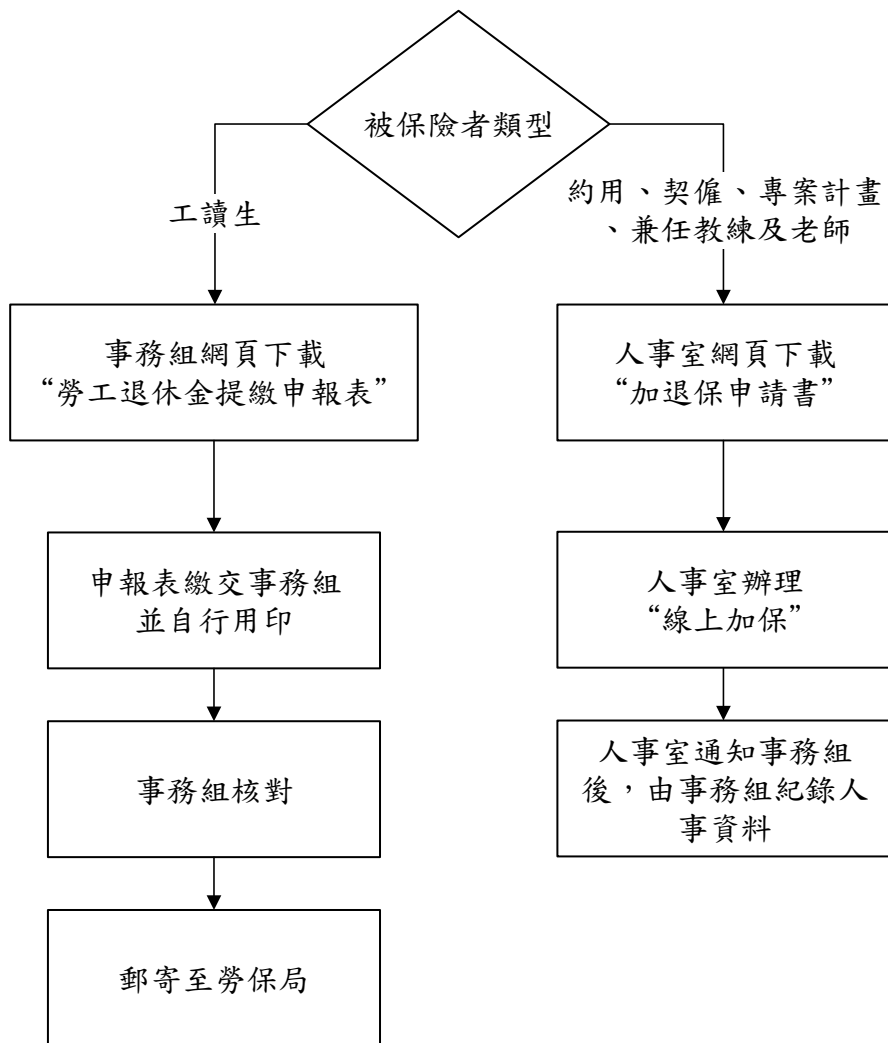 被保險者類型
工讀生
約用、契僱、專案計畫
、兼任教練及老師
事務組網頁下載
“勞工退休金提繳申報表”
人事室網頁下載
“加退保申請書”
申報表繳交事務組
並自行用印
人事室辦理
“線上加保”
事務組核對
人事室通知事務組
後，由事務組紀錄人
事資料
郵寄至勞保局